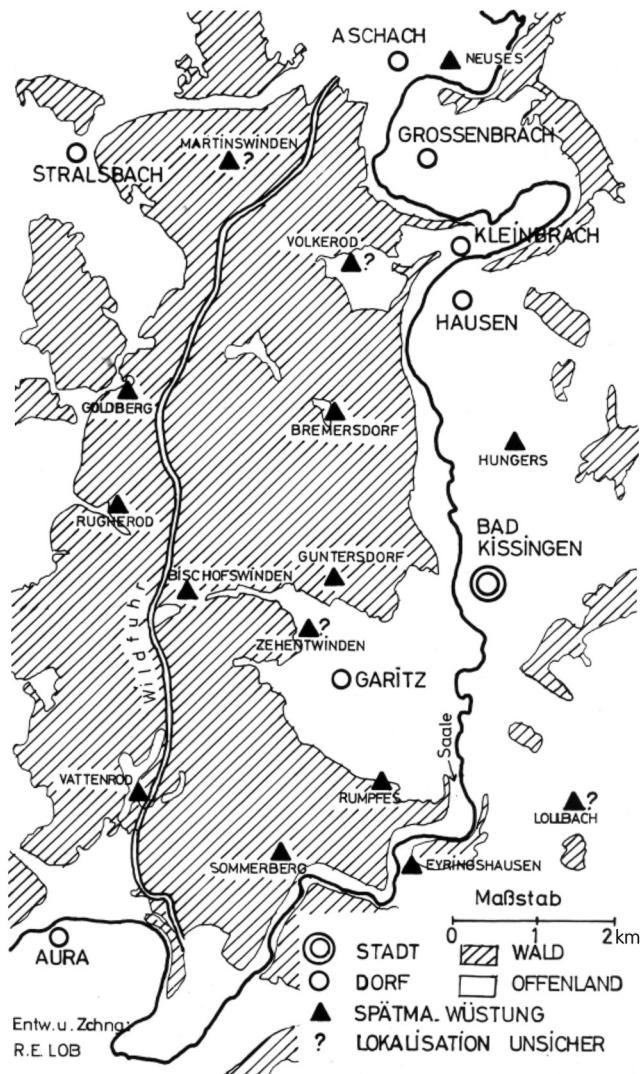 ASCHACH
NEUSES
GROSSENBRACH
MARTINSWINDEN
?
STRALSBACH
KLEINBRACH
VOLKEROD
?
HAUSEN
GOLDBERG
BREMERSDORF
HUNGERS
RUGHEROD
BAD
KISSINGEN
GUNTERSDORF
BISCHOFSWINDEN
Wildfuhr
?
ZEHENTWINDEN
GARITZ
Saale
VATTENROD
RUMPFES
?
LOLLBACH
SOMMERBERG
EYRINGSHAUSEN
Maßstab
0 1 2 km
AURA
STADT WALD
DORF OFFENLAND
SPÄTMA. WÜSTUNG
? LOKALISATION UNSICHER
Entw. u. Zchng.:
R.E. LOB